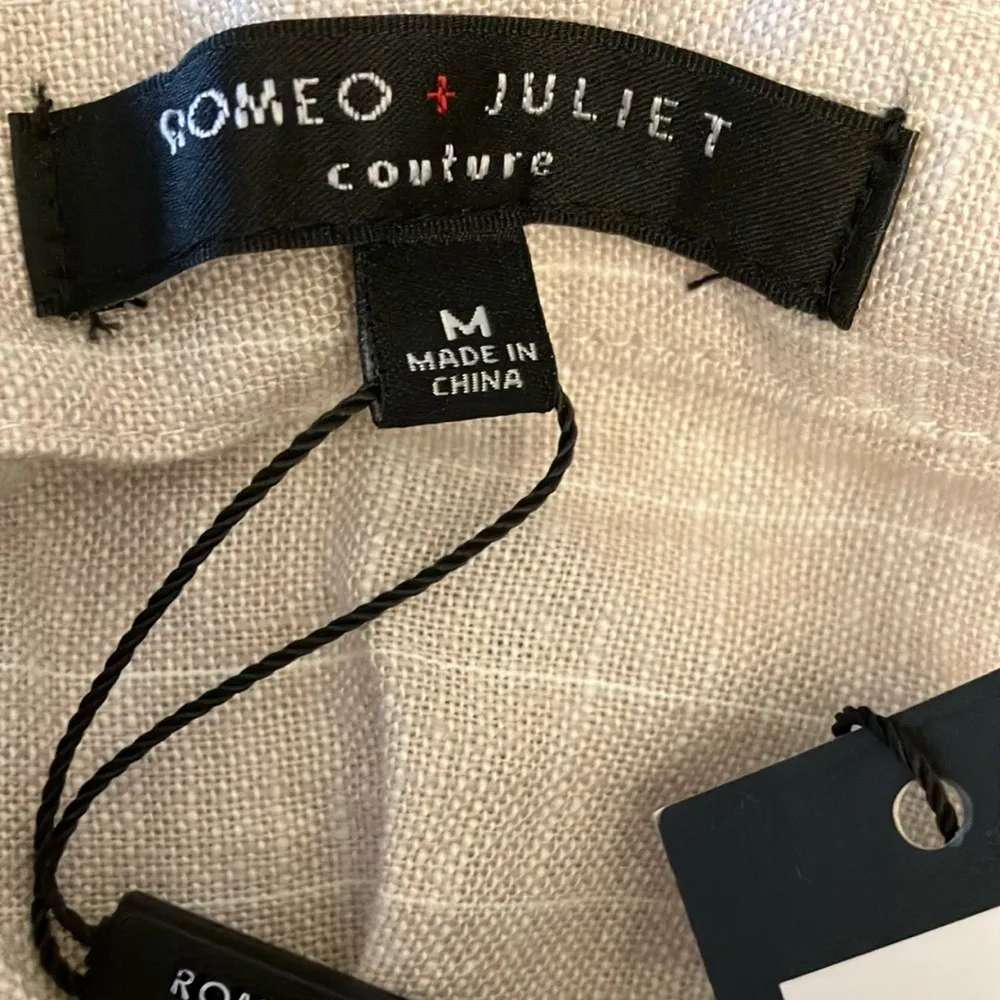 ROMEO + JULIET
couture
M
MADE IN
CHINA